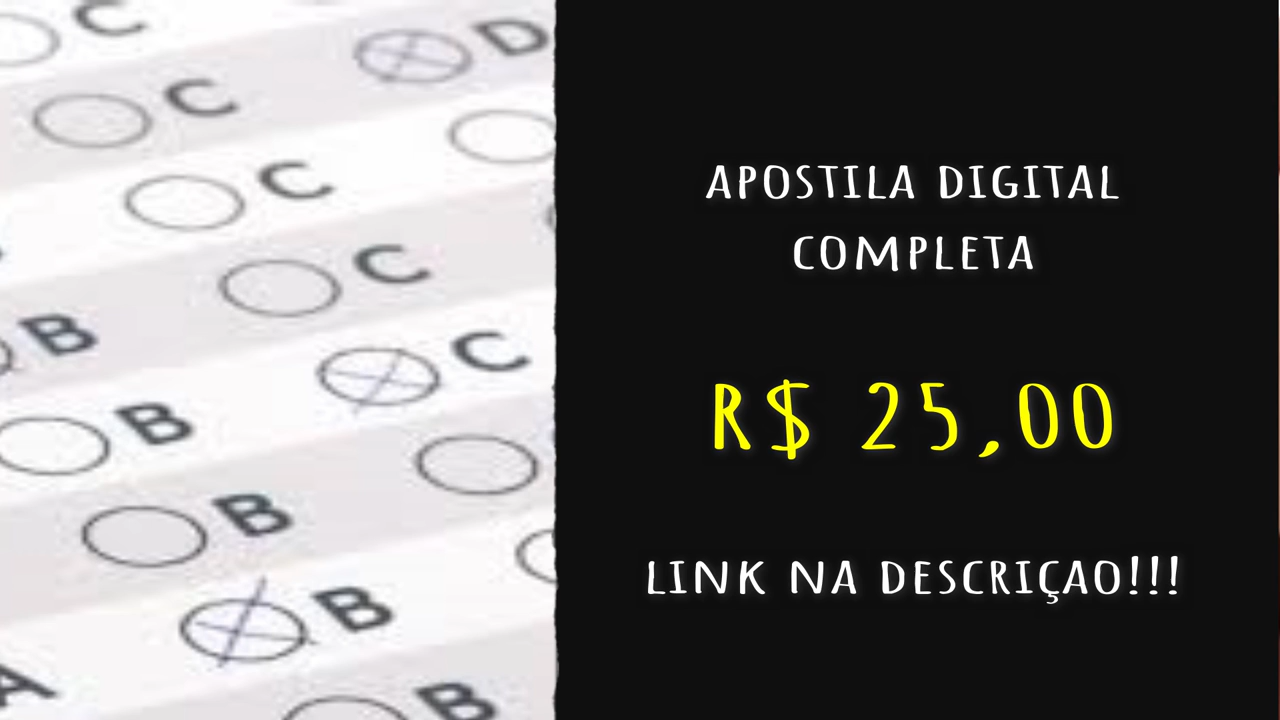 C
D
C
C
C
B
C
B
B
B
A
B
APOSTILA DIGITAL
COMPLETA
R$ 25,00
LINK NA DESCRIÇAO!!!